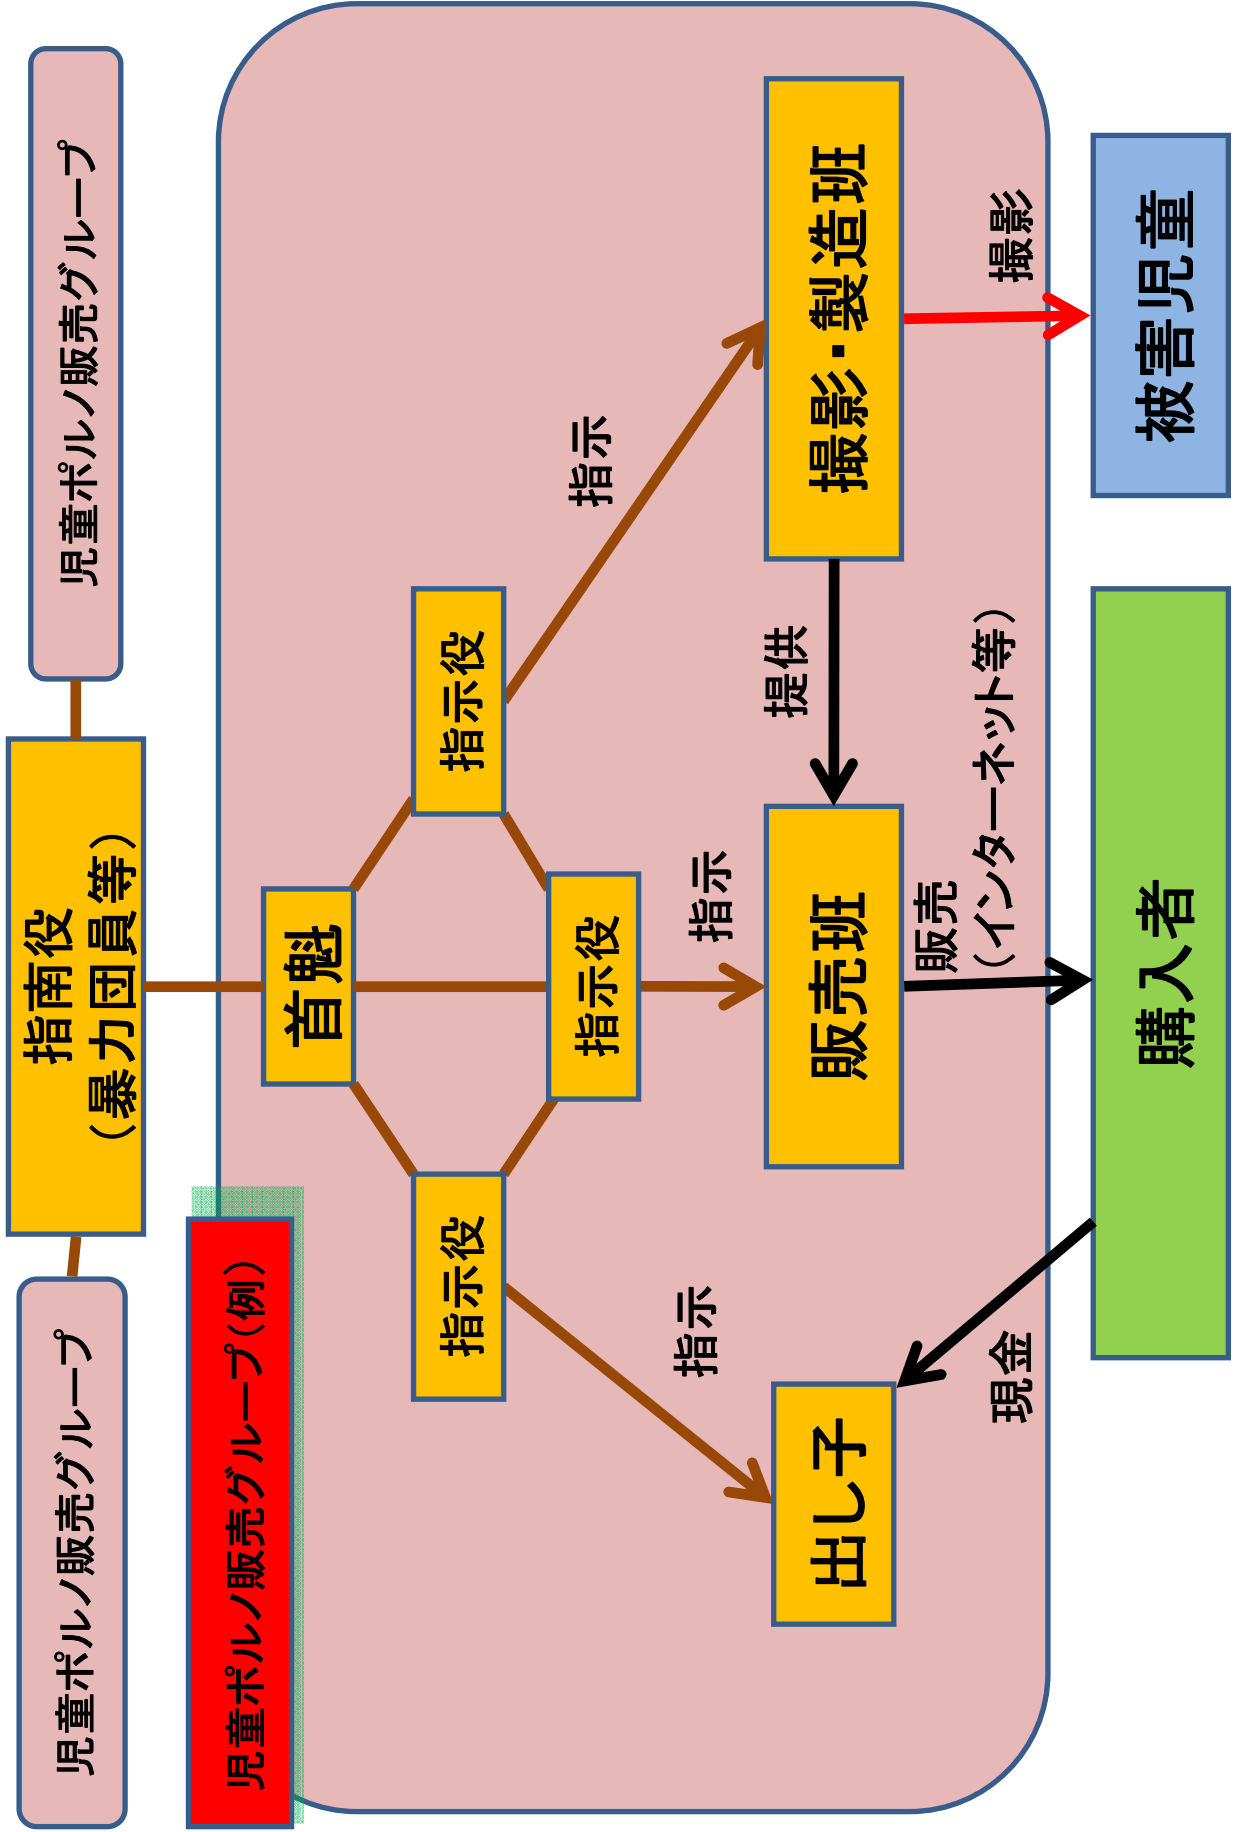 児童ポルノ販売グループ
指南役
（暴力団員等）
児童ポルノ販売グループ
児童ポルノ販売グループ（例）
首魁
指示役
指示役
指示役
指示
指示
指示
出し子
販売班
提供
撮影・製造班
現金
販売
（インターネット等）
撮影
購入者
被害児童